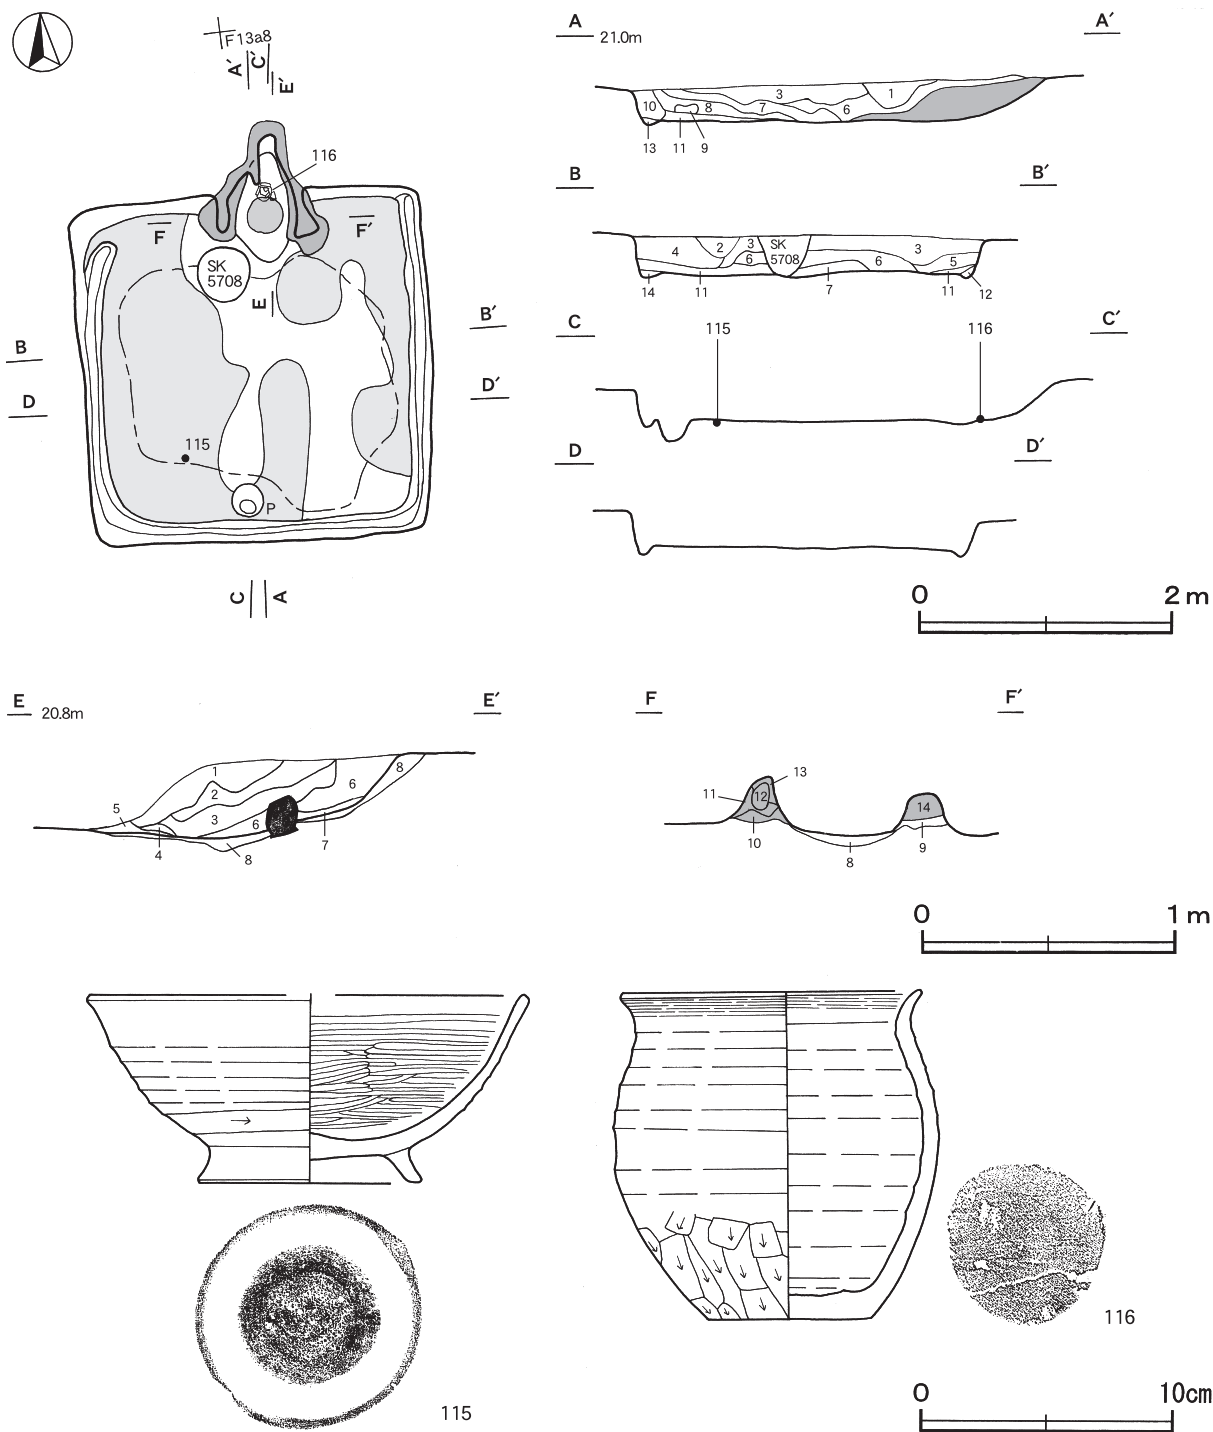 F13a8
A′ C′ E′
116
F F′
SK
5708
E
B B′
D D′
115
P
C A
A A′
21.0m
3 1
10 8 7 6
13 11 9
B B′
4 2 3 SK
5708 3
6 6 5
14 11 7 11 12
C C′
115 116
D D′
0 2m
E E′
20.8m
1 8
2 6
5 3 6
4 8 7
F F′
13
11 12 14
10 9
8
0 1m
115
116
0 10cm